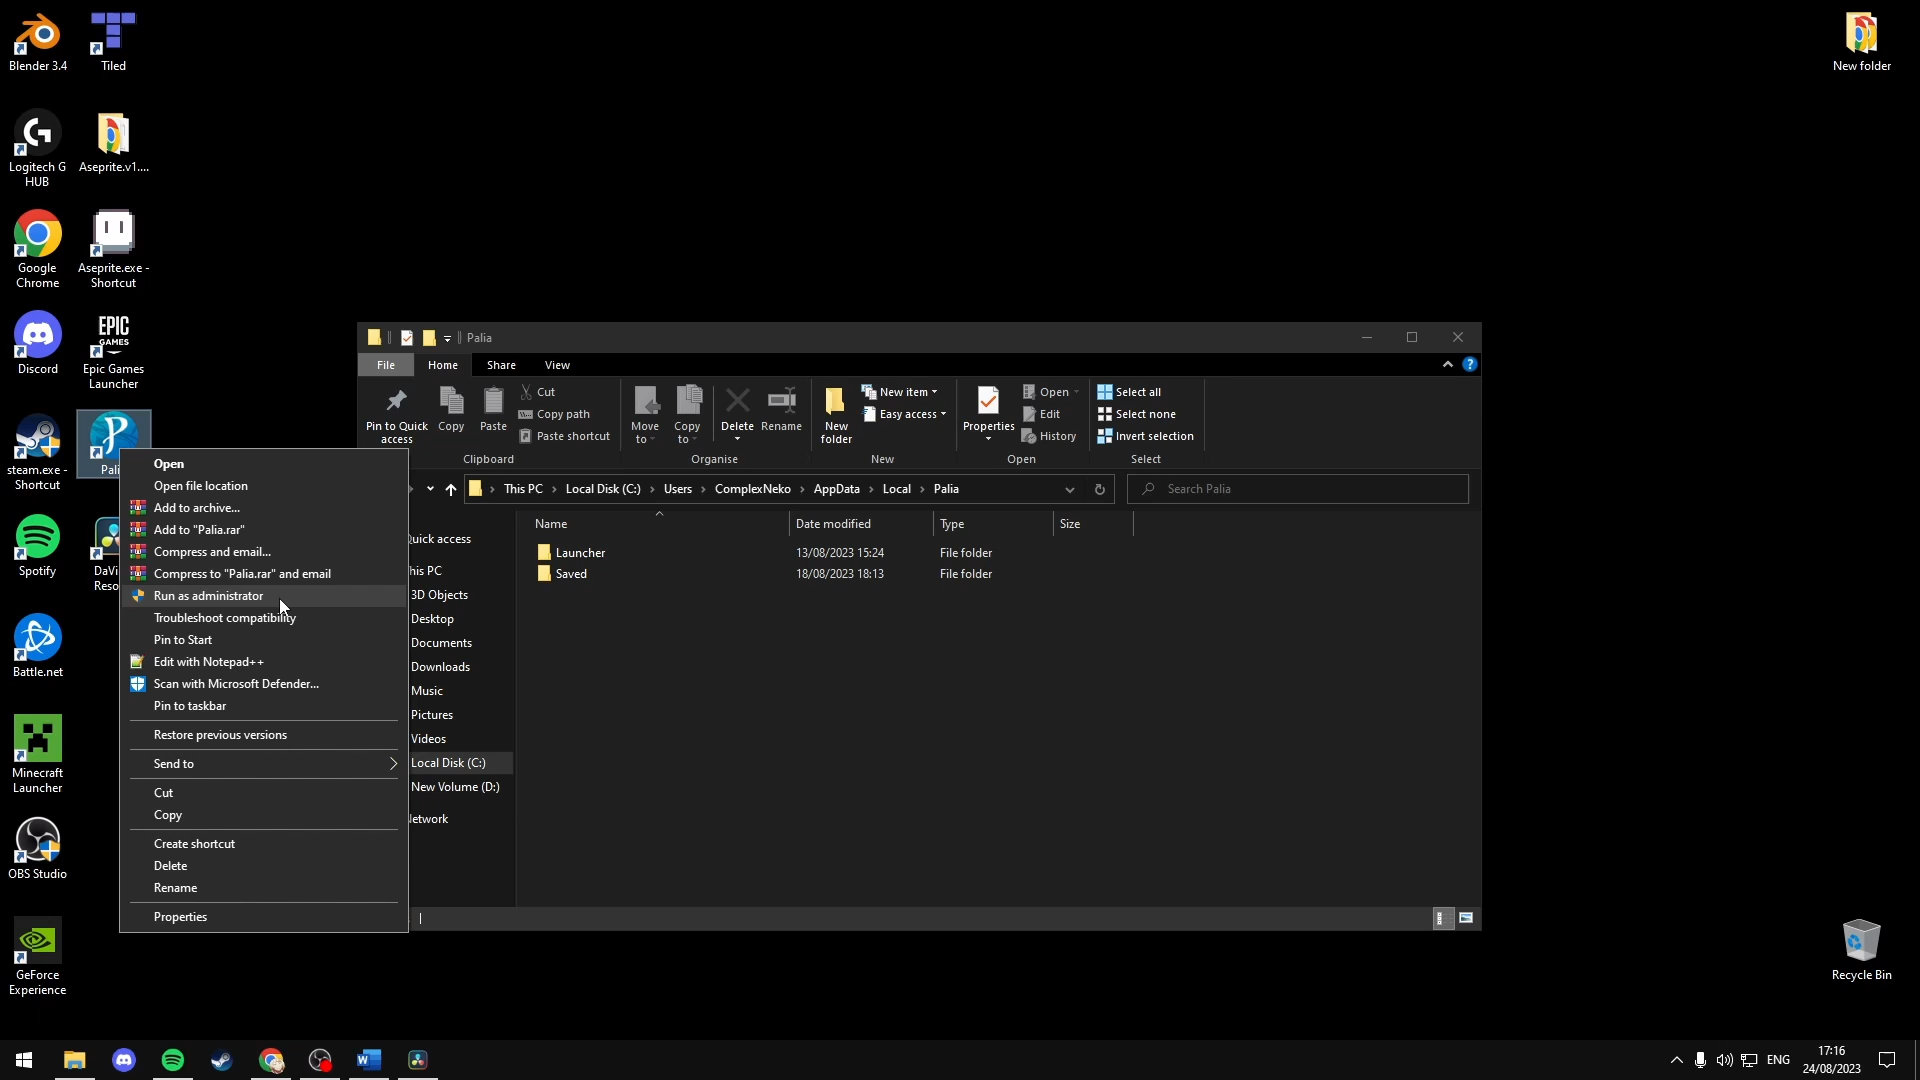 Blender 3.4
Tiled
New folder
Logitech G
HUB
Aseprite.v1....
Google
Chrome
Aseprite.exe -
Shortcut
Discord
EPIC
GAMES
Epic Games
Launcher
steam.exe -
Shortcut
Pali
Spotify
DaVi
Reso
Battle.net
Minecraft
Launcher
OBS Studio
GeForce
Experience
Recycle Bin
Open
Open file location
Add to archive...
Add to "Palia.rar"
Compress and email...
Compress to "Palia.rar" and email
Run as administrator
Troubleshoot compatibility
Pin to Start
Edit with Notepad++
Scan with Microsoft Defender...
Pin to taskbar
Restore previous versions
Send to
Cut
Copy
Create shortcut
Delete
Rename
Properties
Palia
File
Home
Share
View
Pin to Quick
access
Copy
Paste
Cut
Copy path
Paste shortcut
Clipboard
Move
to
Copy
to
Delete
Rename
Organise
New
folder
New item
Easy access
New
Properties
Open
Edit
History
Open
Select all
Select none
Invert selection
Select
This PC > Local Disk (C:) > Users > ComplexNeko > AppData > Local > Palia
Search Palia
Name
Date modified
Type
Size
Launcher
13/08/2023 15:24
File folder
Saved
18/08/2023 18:13
File folder
Quick access
his PC
3D Objects
Desktop
Documents
Downloads
Music
Pictures
Videos
Local Disk (C:)
New Volume (D:)
Network
ENG
17:16
24/08/2023